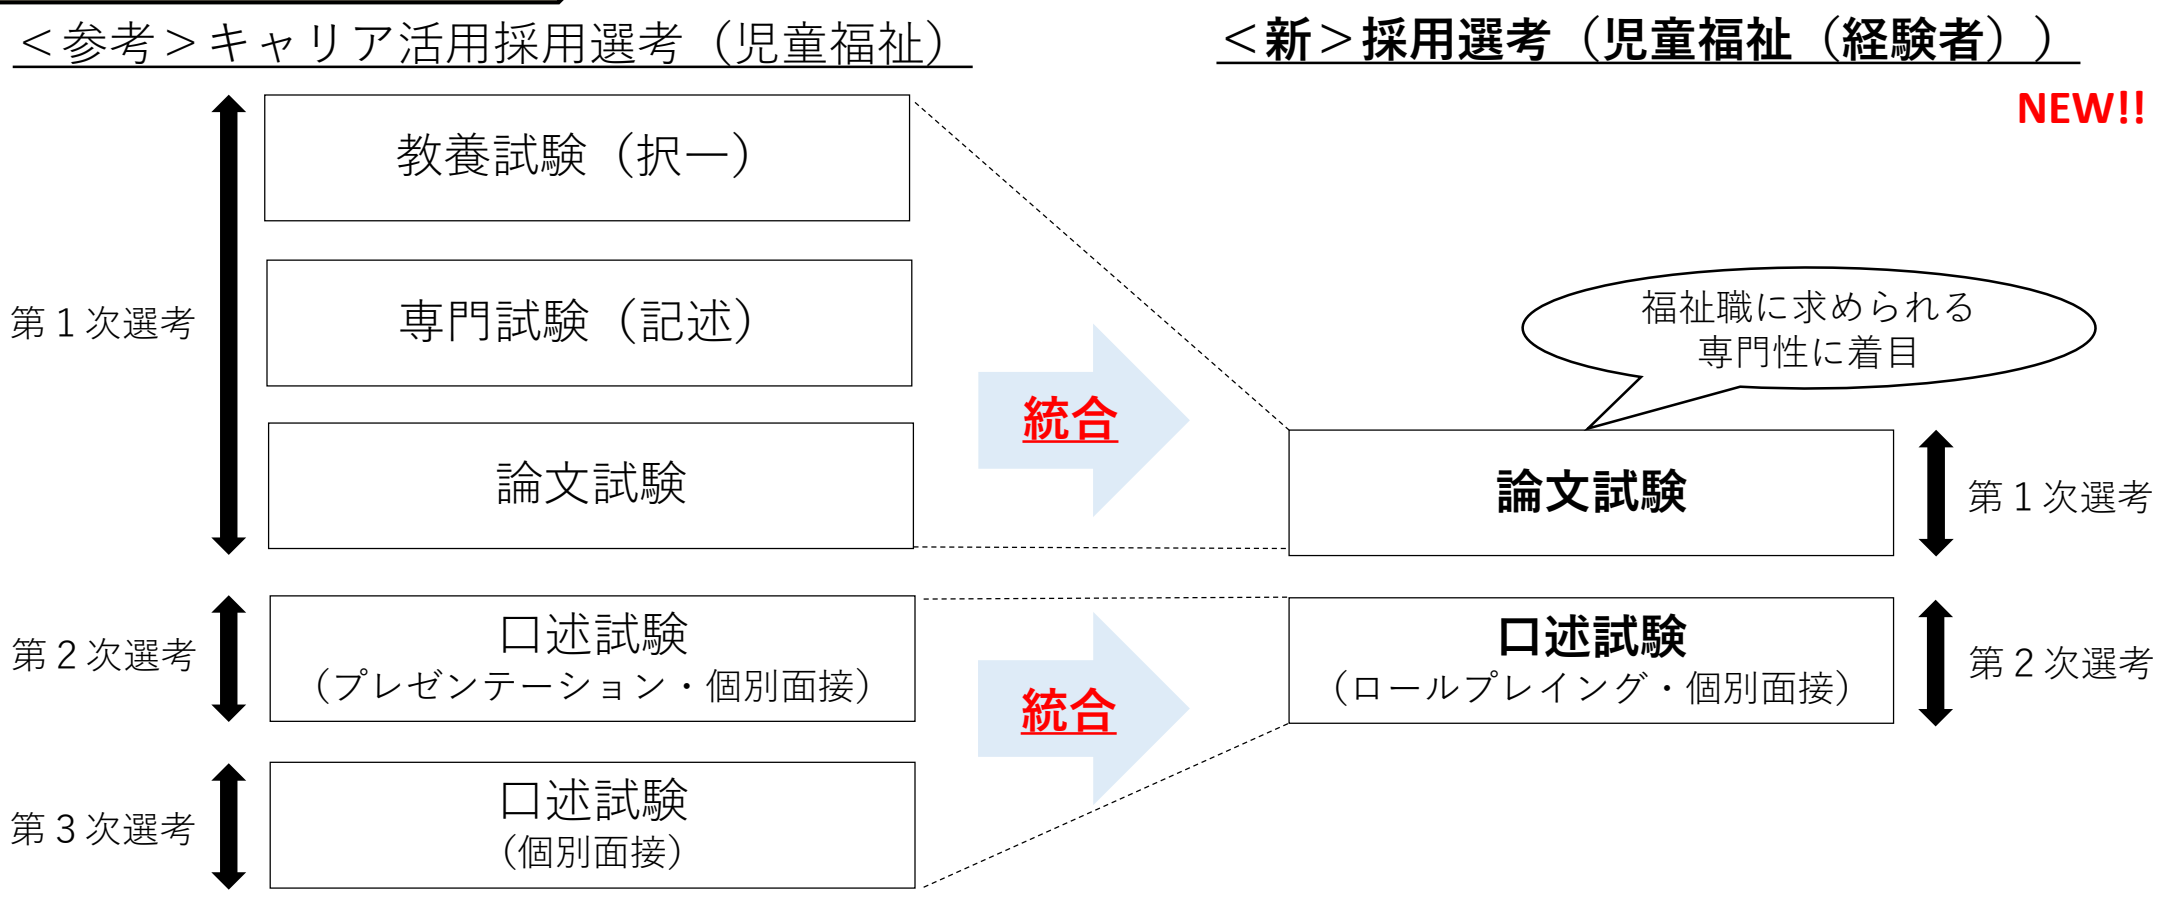 ＜参考＞キャリア活用採用選考（児童福祉）
第１次選考
教養試験（択一）
専門試験（記述）
論文試験
第２次選考
口述試験
（プレゼンテーション・個別面接）
第３次選考
口述試験
（個別面接）
統合
統合
＜新＞採用選考（児童福祉（経験者））
NEW!!
福祉職に求められる
専門性に着目
論文試験
第１次選考
口述試験
（ロールプレイング・個別面接）
第２次選考